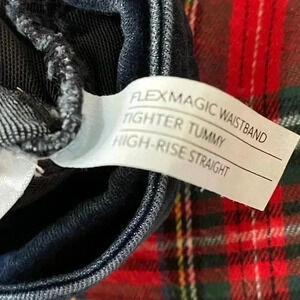 FLEXMAGIC WAISTBAND
TIGHTER TUMMY
HIGH-RISE STRAIGHT